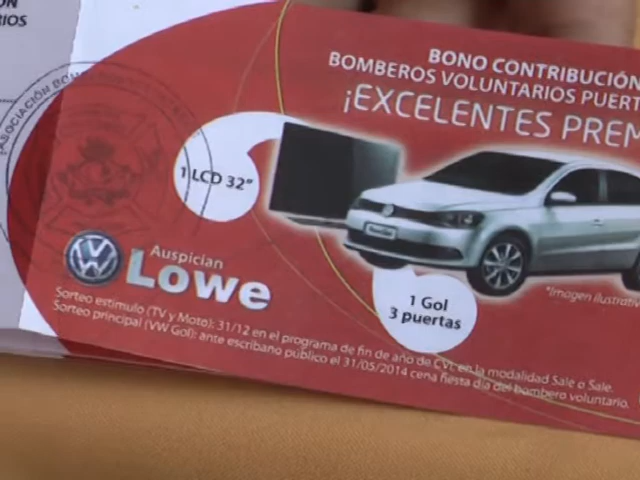 RIOS
BONO CONTRIBUCIÓN
BOMBEROS VOLUNTARIOS PUERT
¡EXCELENTES PREM
1 LCD 32"
Auspician
Lowe
1 Gol
3 puertas
*Imagen ilustrativ
Sorteo estímulo (TV y Moto): 31/12 en el programa de fin de año de CVI, en la modalidad Sale o Sale.
Sorteo principal (VW Gol): ante escribano público el 31/05/2014 cena fiesta día del bombero voluntario.